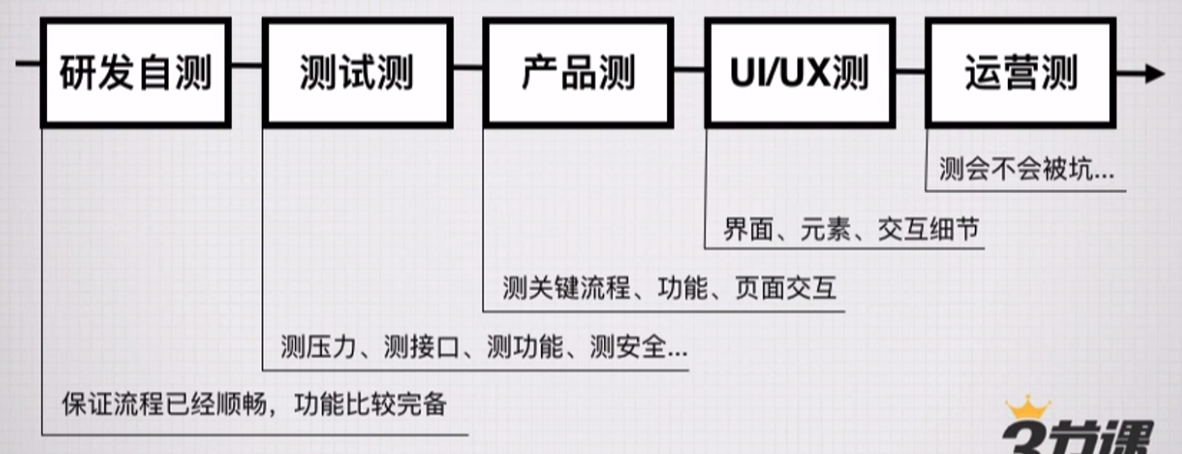 研发自测
测试测
产品测
UI/UX测
运营测
测会不会被坑...
界面、元素、交互细节
测关键流程、功能、页面交互
测压力、测接口、测功能、测安全...
保证流程已经顺畅，功能比较完备
3节课